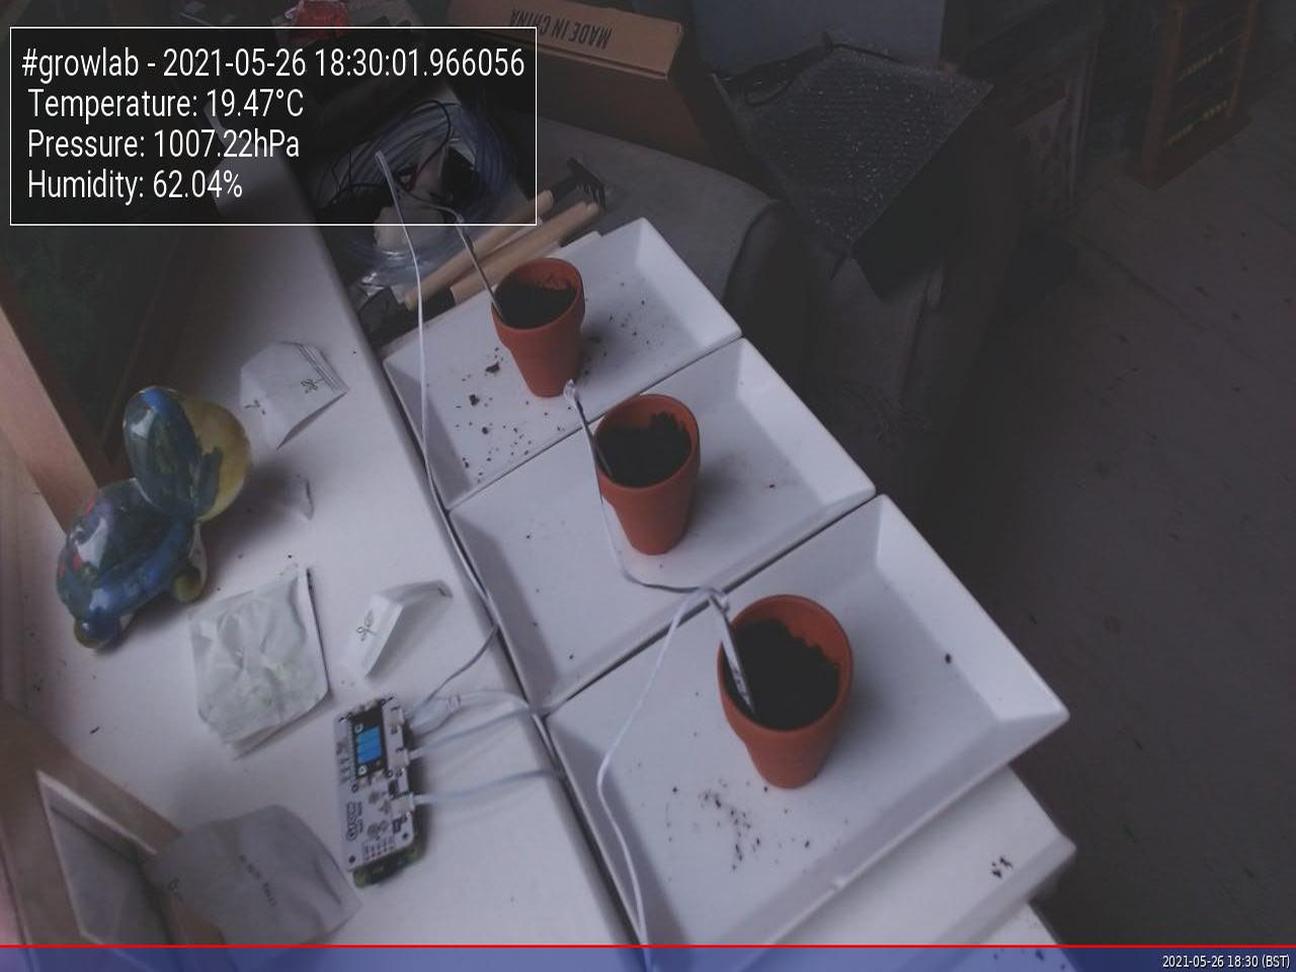 MADE IN CHINA
#growlab - 2021-05-26 18:30:01.966056
Temperature: 19.47°C
Pressure: 1007.22hPa
Humidity: 62.04%
2021-05-26 18:30 (BST)